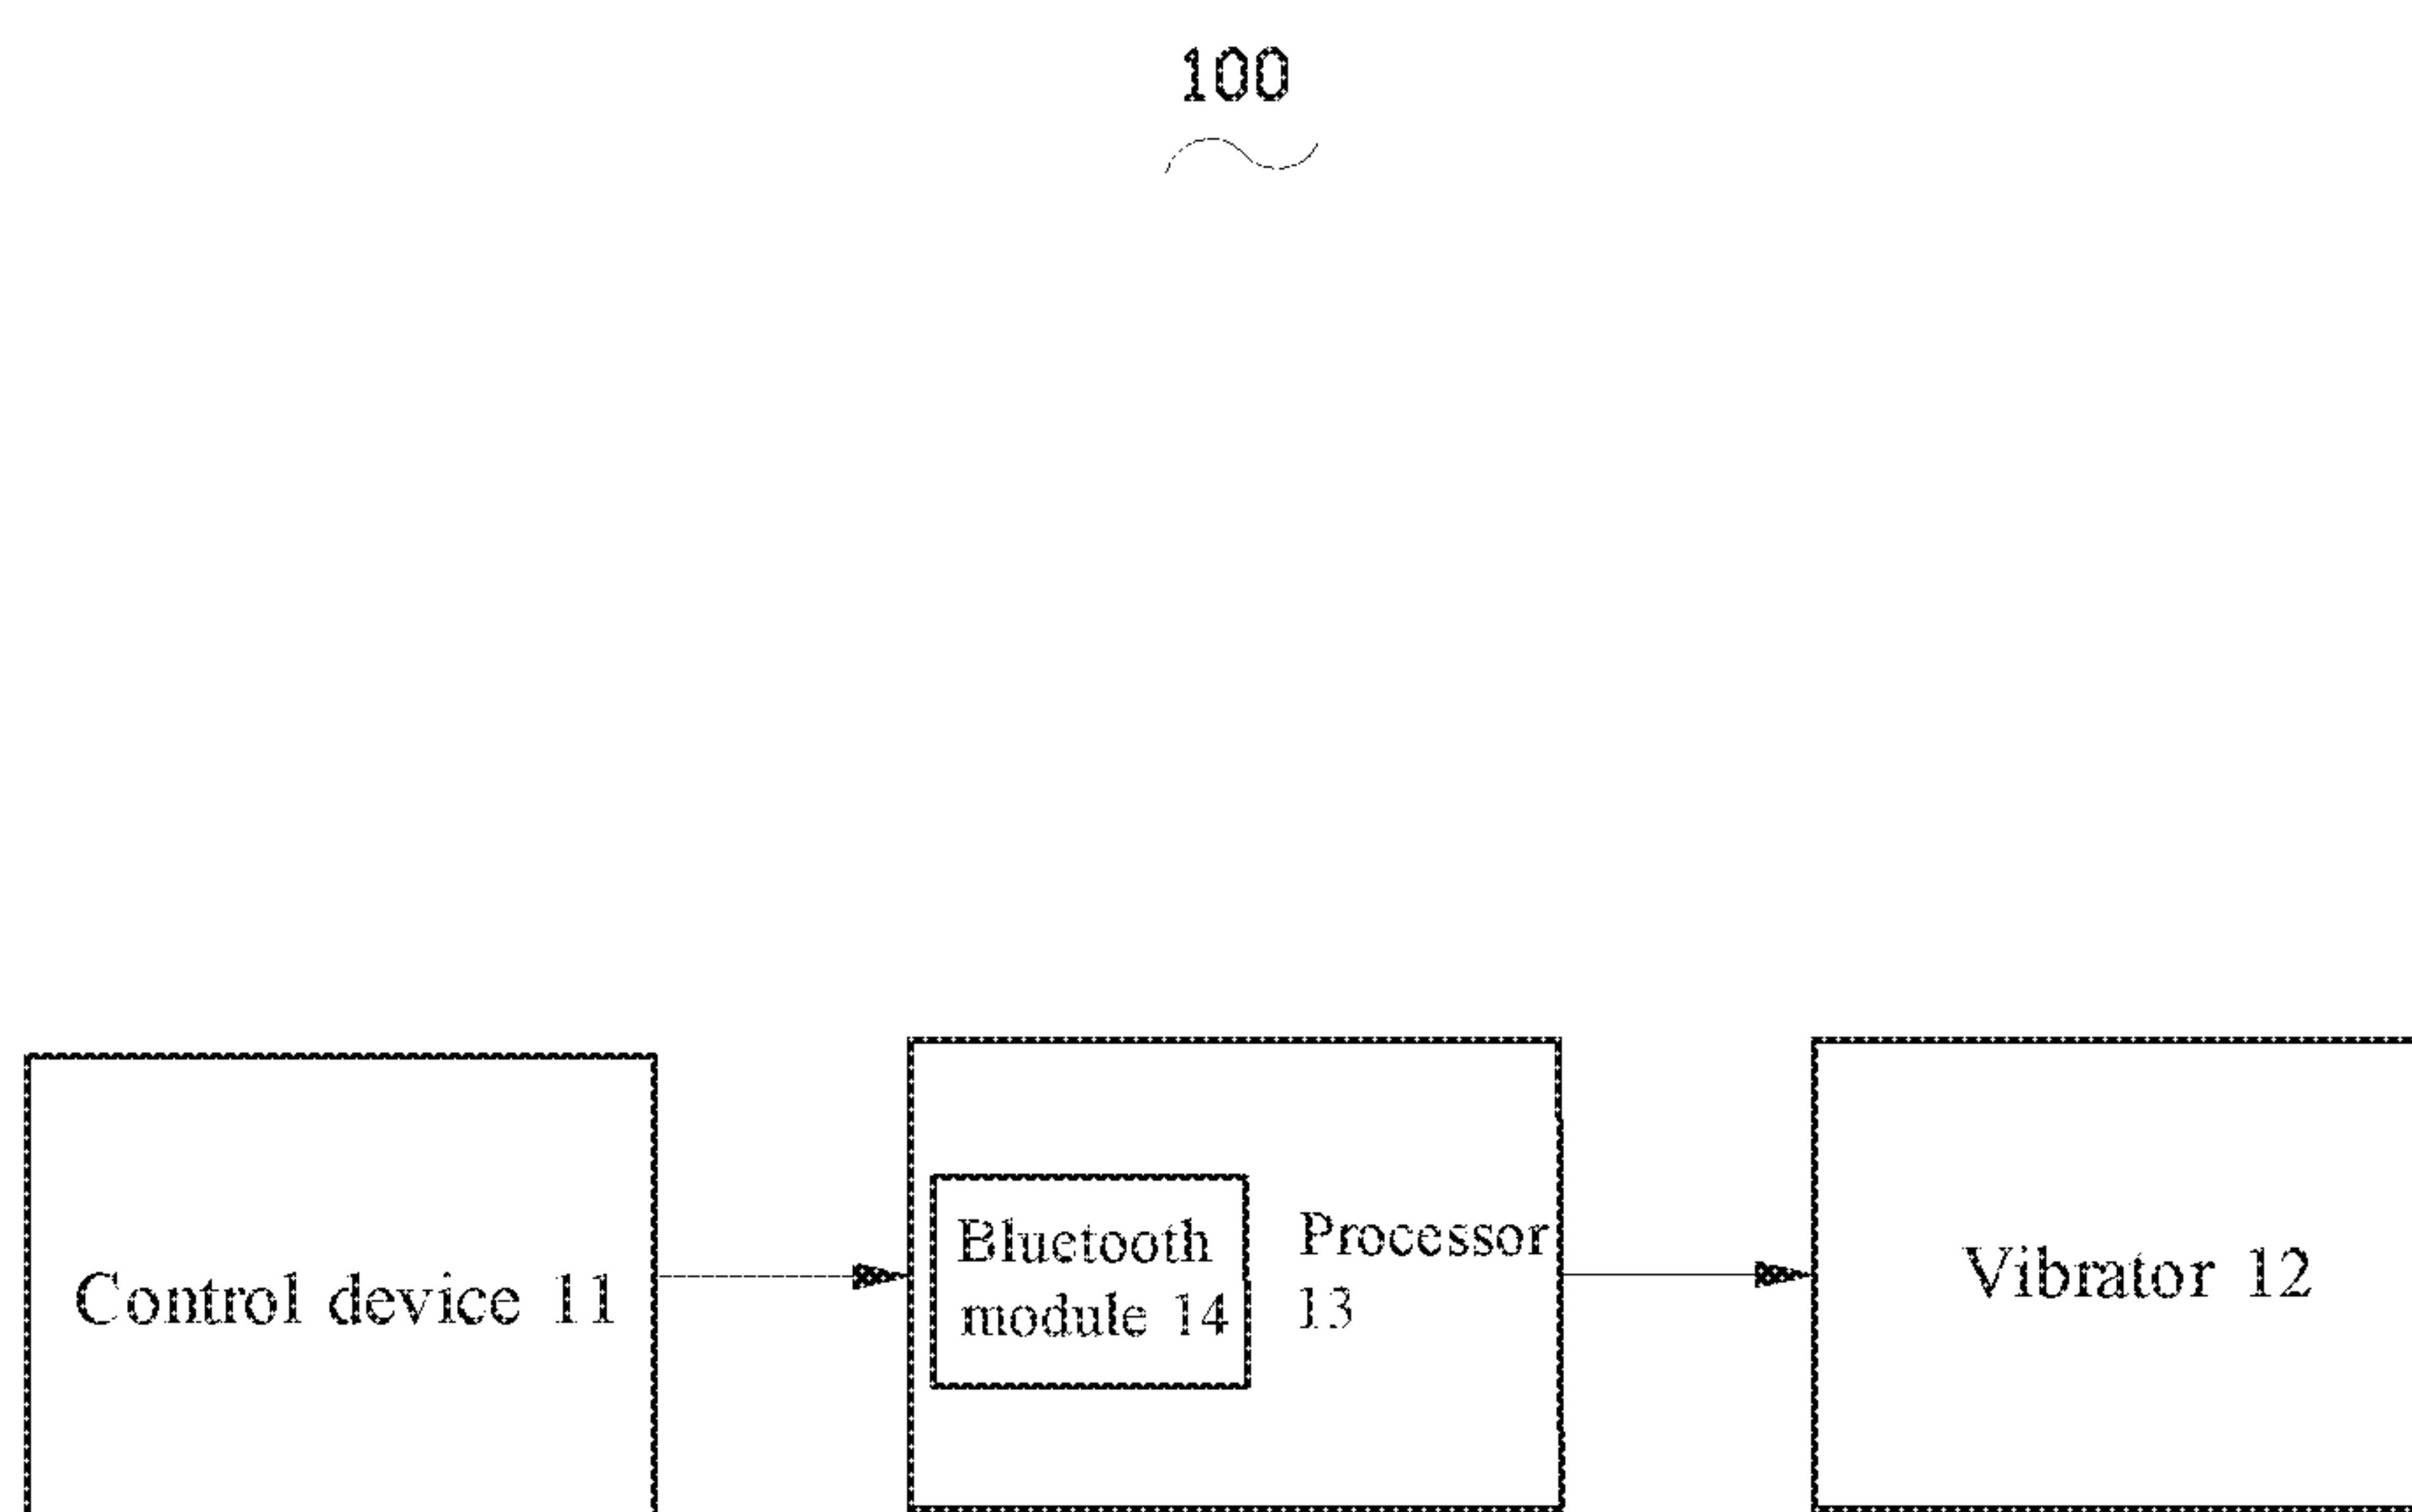 100
Control device 11
Bluetooth
module 14
Processor
13
Vibrator 12